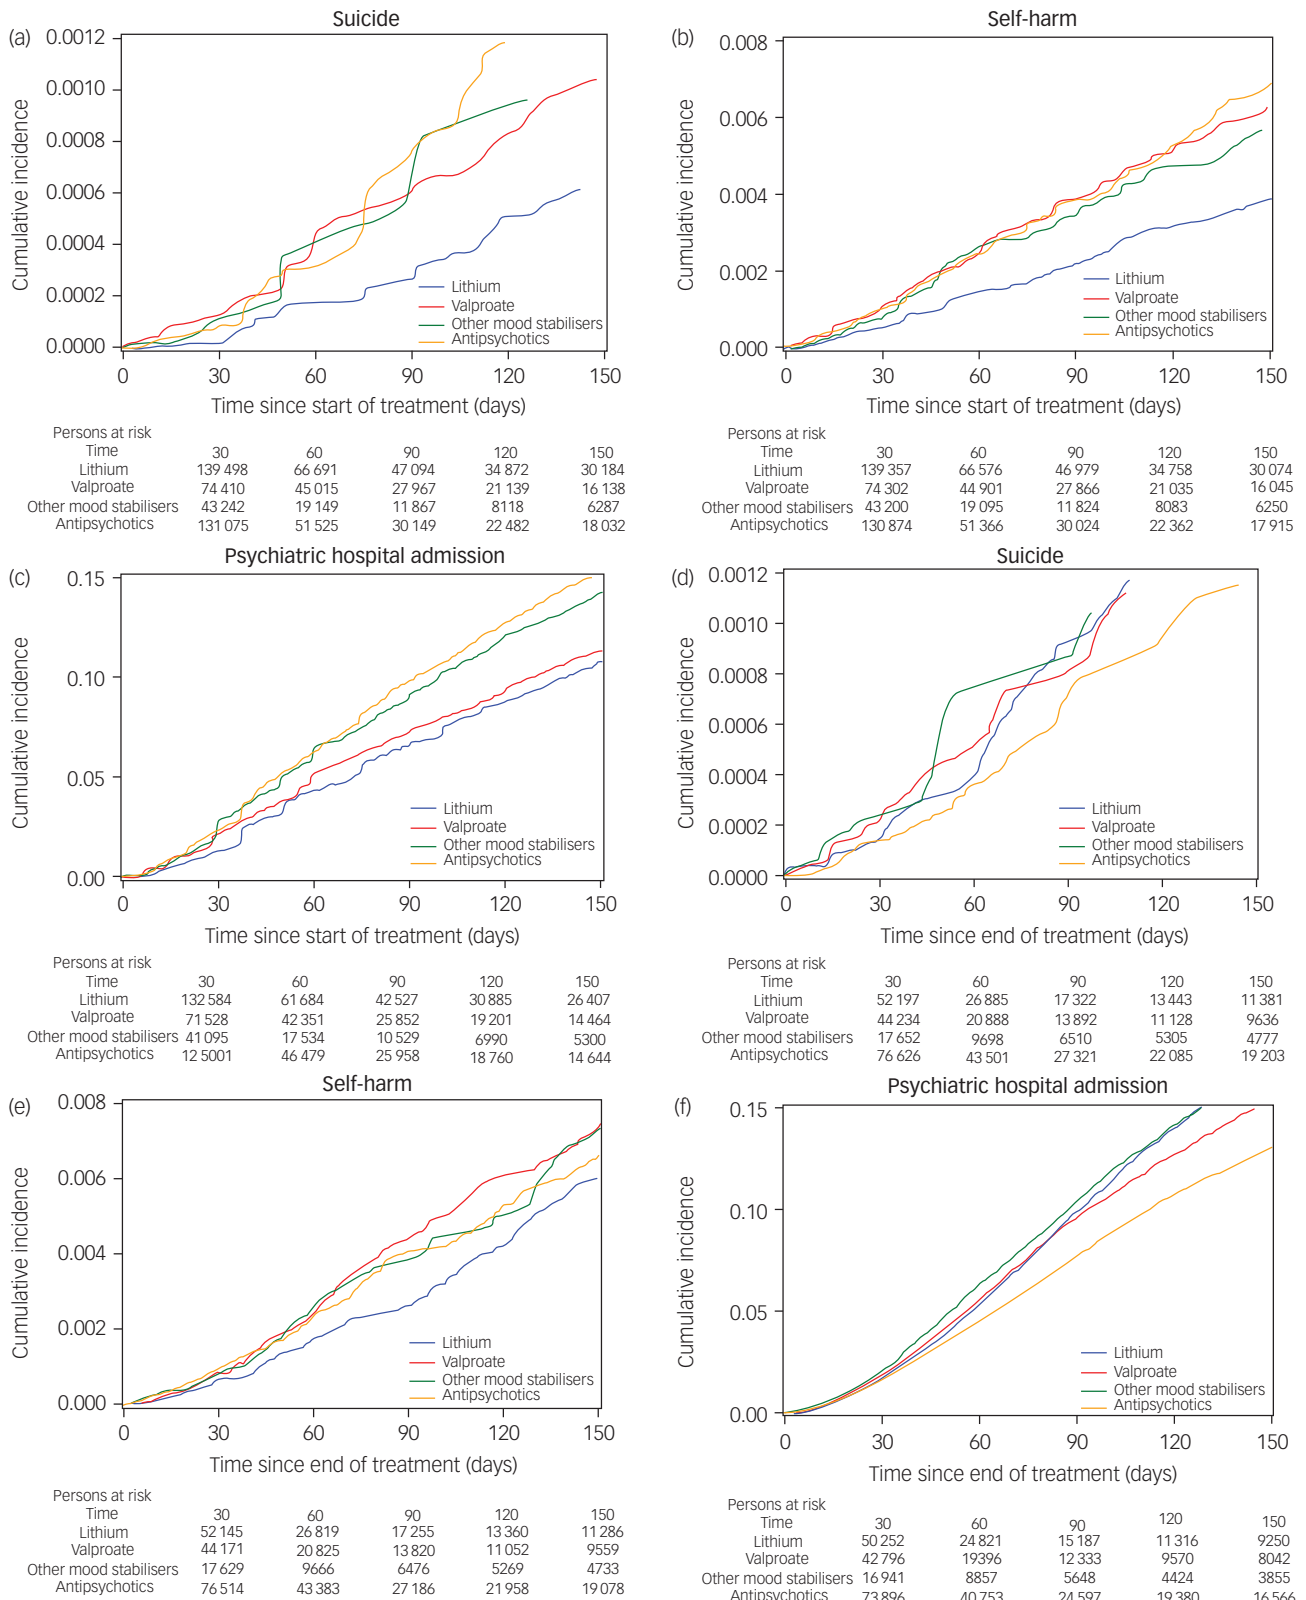 (a)
Suicide
Cumulative incidence
0.0012
0.0010
0.0008
0.0006
0.0004
0.0002
0.0000
Lithium
Valproate
Other mood stabilisers
Antipsychotics
0 30 60 90 120 150
Time since start of treatment (days)
Persons at risk
Time 30 60 90 120 150
Lithium 139 498 66 691 47 094 34 872 30 184
Valproate 74 410 45 015 27 967 21 139 16 138
Other mood stabilisers 43 242 19 149 11 867 8118 6287
Antipsychotics 131 075 51 525 30 149 22 482 18 032
(b)
Self-harm
Cumulative incidence
0.008
0.006
0.004
0.002
0.000
Lithium
Valproate
Other mood stabilisers
Antipsychotics
0 30 60 90 120 150
Time since start of treatment (days)
Persons at risk
Time 30 60 90 120 150
Lithium 139 357 66 576 46 979 34 758 30 074
Valproate 74 302 44 901 27 866 21 035 16 045
Other mood stabilisers 43 200 19 095 11 824 8083 6250
Antipsychotics 130 874 51 366 30 024 22 362 17 915
(c)
Psychiatric hospital admission
Cumulative incidence
0.15
0.10
0.05
0.00
Lithium
Valproate
Other mood stabilisers
Antipsychotics
0 30 60 90 120 150
Time since start of treatment (days)
Persons at risk
Time 30 60 90 120 150
Lithium 132 584 61 684 42 527 30 885 26 407
Valproate 71 528 42 351 25 852 19 201 14 464
Other mood stabilisers 41 095 17 534 10 529 6990 5300
Antipsychotics 12 5001 46 479 25 958 18 760 14 644
(d)
Suicide
Cumulative incidence
0.0012
0.0010
0.0008
0.0006
0.0004
0.0002
0.0000
Lithium
Valproate
Other mood stabilisers
Antipsychotics
0 30 60 90 120 150
Time since end of treatment (days)
Persons at risk
Time 30 60 90 120 150
Lithium 52 197 26 885 17 322 13 443 11 381
Valproate 44 234 20 888 13 892 11 128 9636
Other mood stabilisers 17 652 9698 6510 5305 4777
Antipsychotics 76 626 43 501 27 321 22 085 19 203
(e)
Self-harm
Cumulative incidence
0.008
0.006
0.004
0.002
0.000
Lithium
Valproate
Other mood stabilisers
Antipsychotics
0 30 60 90 120 150
Time since end of treatment (days)
Persons at risk
Time 30 60 90 120 150
Lithium 52 145 26 819 17 255 13 360 11 286
Valproate 44 171 20 825 13 820 11 052 9559
Other mood stabilisers 17 629 9666 6476 5269 4733
Antipsychotics 76 514 43 383 27 186 21 958 19 078
(f)
Psychiatric hospital admission
Cumulative incidence
0.15
0.10
0.05
0.00
Lithium
Valproate
Other mood stabilisers
Antipsychotics
0 30 60 90 120 150
Time since end of treatment (days)
Persons at risk
Time 30 60 90 120 150
Lithium 50 252 24 821 15 187 11 316 9250
Valproate 42 796 19396 12 333 9570 8042
Other mood stabilisers 16 941 8857 5648 4424 3855
Antipsychotics 73 896 40 753 24 597 19 380 16 566